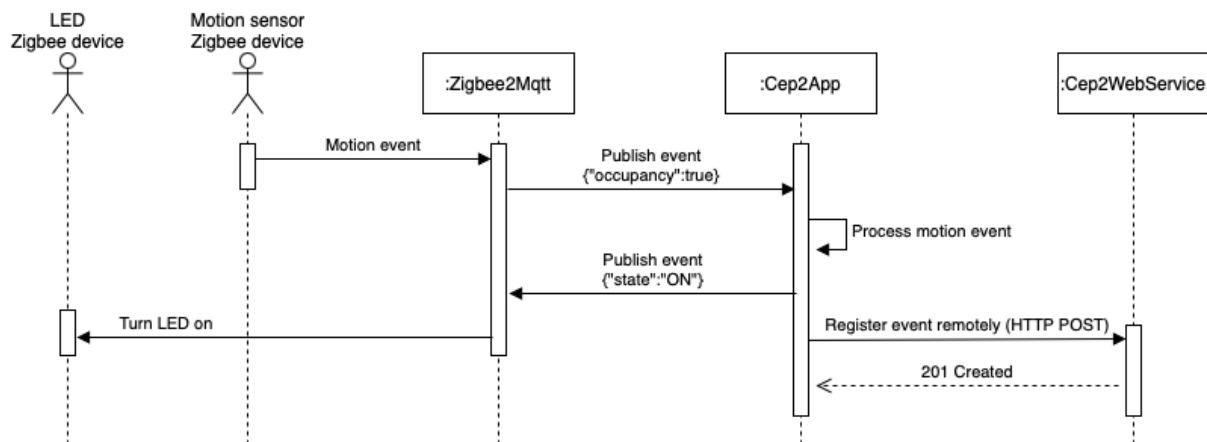 LED
Zigbee device
Motion sensor
Zigbee device
:Zigbee2Mqtt
:Cep2App
:Cep2WebService
Motion event
Publish event
{"occupancy":true}
Process motion event
Publish event
{"state":"ON"}
Turn LED on
Register event remotely (HTTP POST)
201 Created